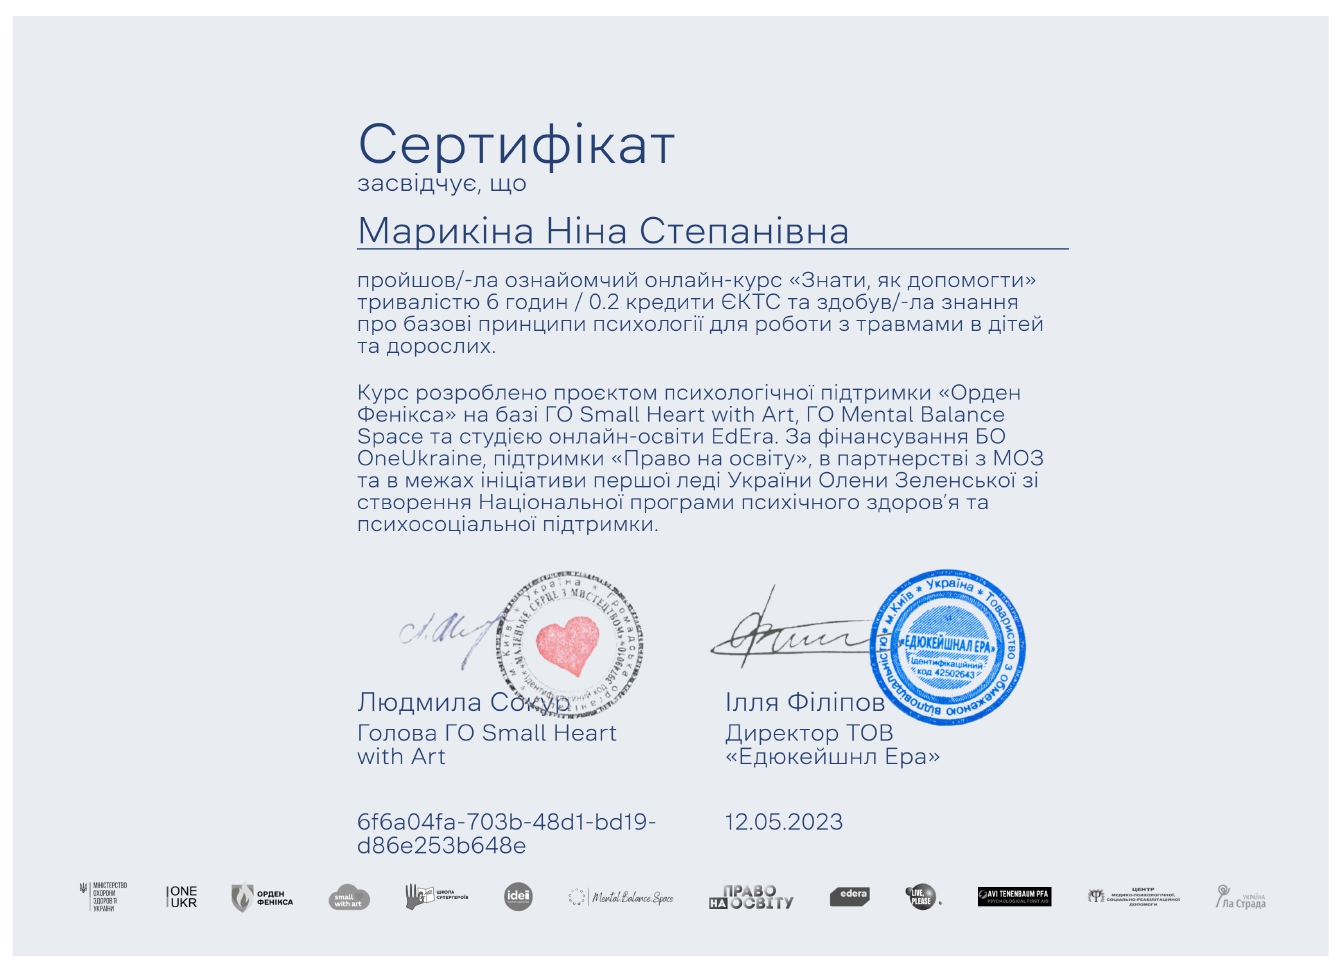 Сертифікат
засвідчує, що
Марикіна Ніна Степанівна
пройшов/-ла ознайомчий онлайн-курс «Знати, як допомогти»
тривалістю 6 годин / 0.2 кредити ЄКТС та здобув/-ла знання
про базові принципи психології для роботи з травмами в дітей
та дорослих.
Курс розроблено проєктом психологічної підтримки «Орден
Фенікса» на базі ГО Small Heart with Art, ГО Mental Balance
Space та студією онлайн-освіти EdEra. За фінансування БО
OneUkraine, підтримки «Право на освіту», в партнерстві з МОЗ
та в межах ініціативи першої леді України Олени Зеленської зі
створення Національної програми психічного здоров’я та
психосоціальної підтримки.
м. Київ * Україна * Громадська організація
«МАЛЕНЬКЕ СЕРЦЕ З МИСТЕЦТВОМ»
ідентифікаційний код 39749010
м.Київ * Україна * Товариство з обмеженою відповідальністю
«ЕДЮКЕЙШНАЛ ЕРА»
ідентифікаційний
код 42502643
Людмила Сокур
Голова ГО Small Heart
with Art
Ілля Філіпов
Директор ТОВ
«Едюкейшнл Ера»
6f6a04fa-703b-48d1-bd19-
d86e253b648e
12.05.2023
МІНІСТЕРСТВО
ОХОРОНИ
ЗДОРОВ'Я
УКРАЇНИ
ONE
UKR
ОРДЕН
ФЕНІКСА
small
with art
ШКОЛА
СУПЕРГЕРОЇВ
ideil
Mental.Balance.Space
ПРАВО
НА ОСВІТУ
edera
LIVE,
PLEASE
AVI TENENBAUM PFA
PSYCHOLOGICAL FIRST AID
ЦЕНТР
МЕДИКО-ПСИХОЛОГІЧНОЇ,
СОЦІАЛЬНО-РЕАБІЛІТАЦІЙНОЇ
ДОПОМОГИ
УКРАЇНА
Ла Страда